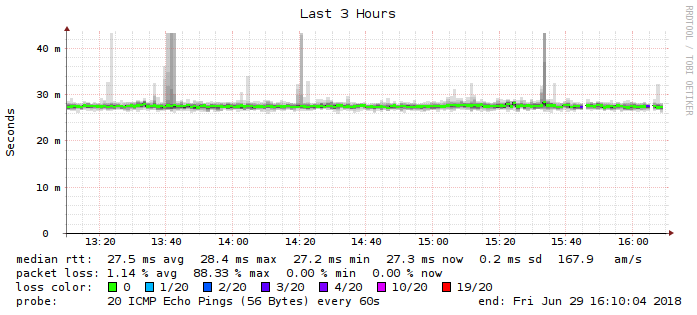 Last 3 Hours
RRDTOOL / TOBI OETIKER
Seconds
40 m
30 m
20 m
10 m
0
13:20 13:40 14:00 14:20 14:40 15:00 15:20 15:40 16:00
median rtt: 27.5 ms avg 28.4 ms max 27.2 ms min 27.3 ms now 0.2 ms sd 167.9 am/s
packet loss: 1.14 % avg 88.33 % max 0.00 % min 0.00 % now
loss color: 0 1/20 2/20 3/20 4/20 10/20 19/20
probe: 20 ICMP Echo Pings (56 Bytes) every 60s end: Fri Jun 29 16:10:04 2018